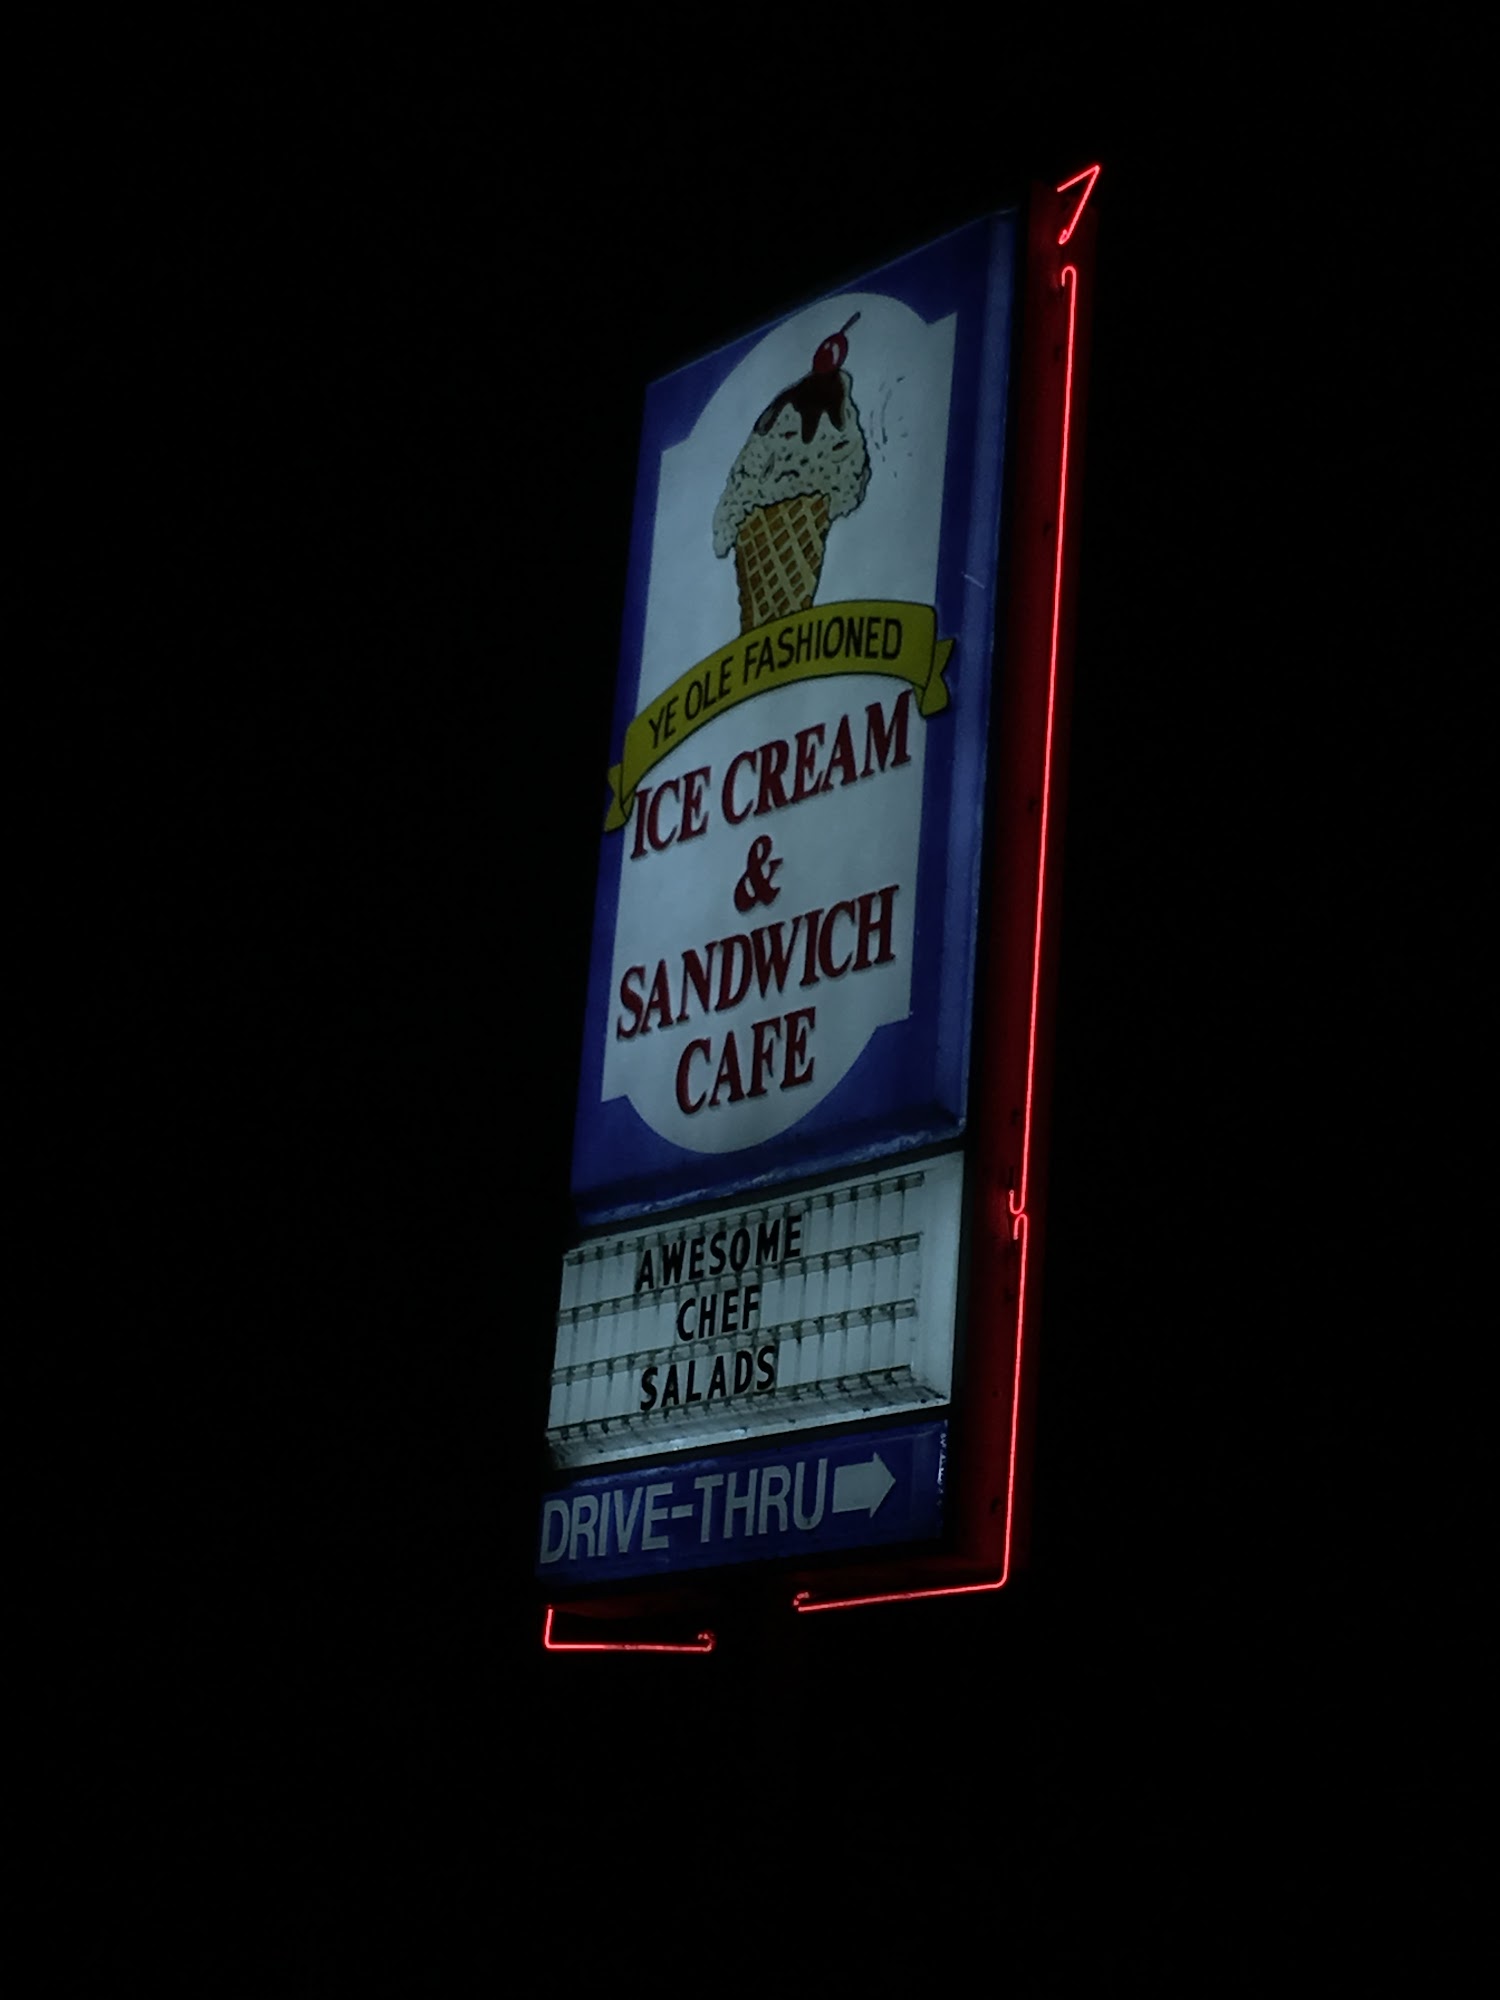 YE OLE FASHIONED
ICE CREAM
&
SANDWICH
CAFE
AWESOME
CHEF
SALADS
DRIVE-THRU